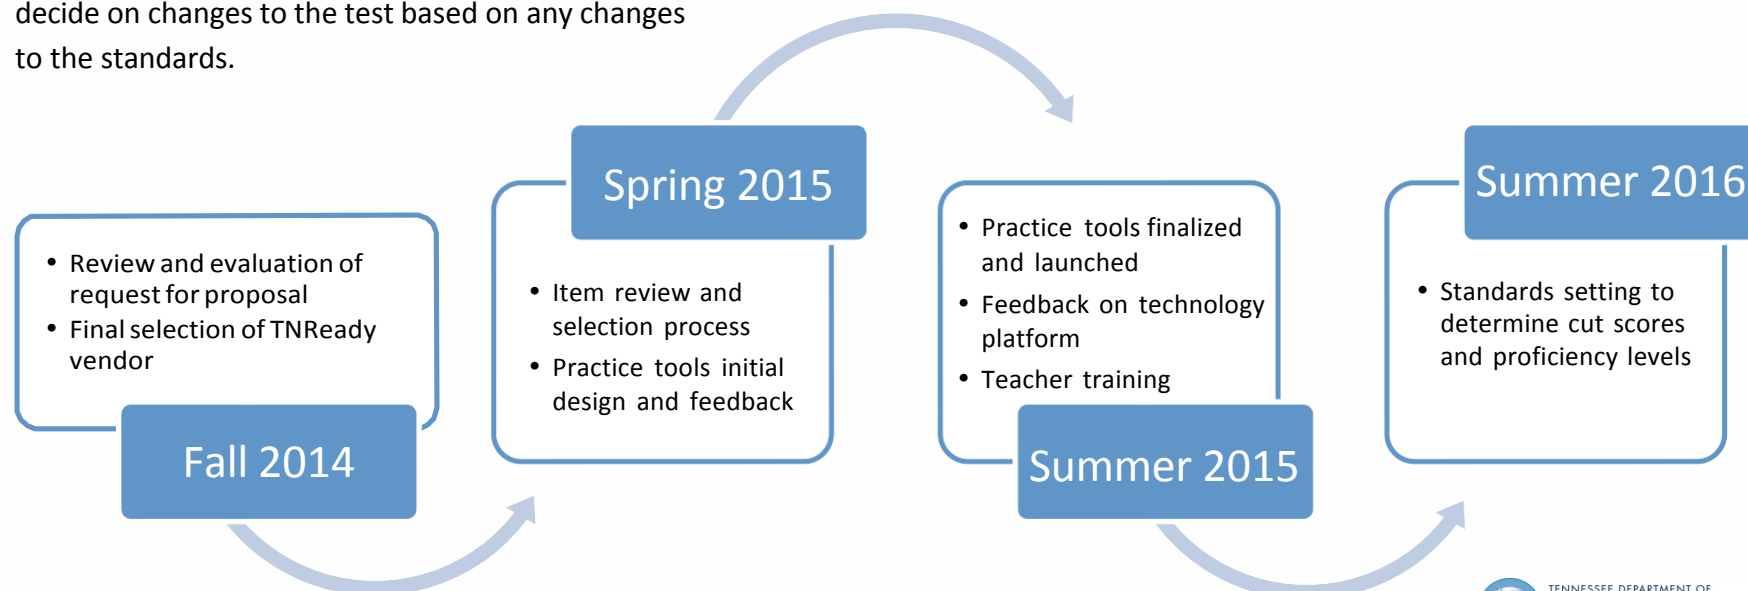 decide on changes to the test based on any changes
to the standards.
• Review and evaluation of
request for proposal
• Final selection of TNReady
vendor
Fall 2014
Spring 2015
• Item review and
selection process
• Practice tools initial
design and feedback
• Practice tools finalized
and launched
• Feedback on technology
platform
• Teacher training
Summer 2015
Summer 2016
• Standards setting to
determine cut scores
and proficiency levels
TENNESSEE DEPARTMENT OF